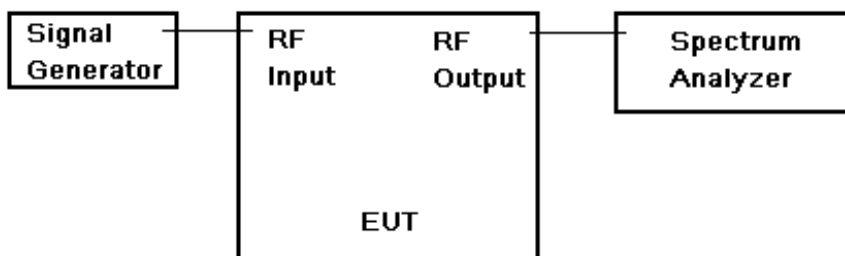 Signal
Generator
RF
Input
RF
Output
Spectrum
Analyzer
EUT